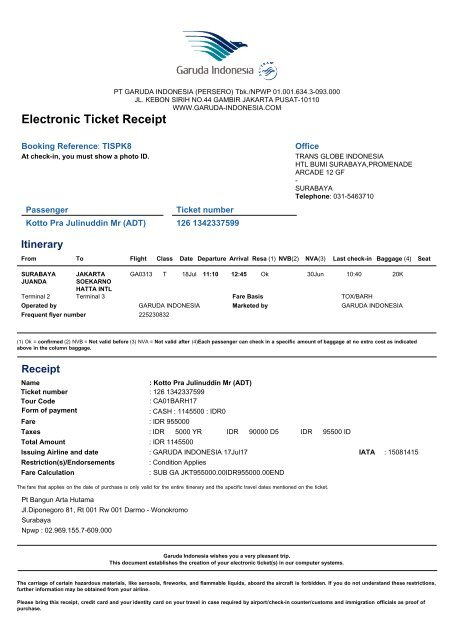 Garuda Indonesia
PT GARUDA INDONESIA (PERSERO) Tbk./NPWP 01.001.634.3-093.000
JL. KEBON SIRIH NO.44 GAMBIR JAKARTA PUSAT-10110
WWW.GARUDA-INDONESIA.COM
Electronic Ticket Receipt
Booking Reference: TISPK8
At check-in, you must show a photo ID.
Office
TRANS GLOBE INDONESIA
HTL BUMI SURABAYA,PROMENADE
ARCADE 12 GF
-
SURABAYA
Telephone: 031-5463710
Passenger Ticket number
Kotto Pra Julinuddin Mr (ADT) 126 1342337599
Itinerary
From To Flight Class Date Departure Arrival Resa (1) NVB(2) NVA(3) Last check-in Baggage (4) Seat
SURABAYA JAKARTA GA0313 T 18Jul 11:10 12:45 Ok 30Jun 10:40 20K
JUANDA SOEKARNO
HATTA INTL
Terminal 2 Terminal 3 Fare Basis TOX/BARH
Operated by GARUDA INDONESIA Marketed by GARUDA INDONESIA
Frequent flyer number 225230832
(1) Ok = confirmed (2) NVB = Not valid before (3) NVA = Not valid after (4)Each passenger can check in a specific amount of baggage at no extra cost as indicated
above in the column baggage.
Receipt
Name : Kotto Pra Julinuddin Mr (ADT)
Ticket number : 126 1342337599
Tour Code : CA01BARH17
Form of payment : CASH : 1145500 : IDR0
Fare : IDR 955000
Taxes : IDR 5000 YR IDR 90000 D5 IDR 95500 ID
Total Amount : IDR 1145500
Issuing Airline and date : GARUDA INDONESIA 17Jul17 IATA : 15081415
Restriction(s)/Endorsements : Condition Applies
Fare Calculation : SUB GA JKT955000.00IDR955000.00END
The fare that applies on the date of purchase is only valid for the entire itinerary and the specific travel dates mentioned on the ticket.
Pt Bangun Arta Hutama
Jl.Diponegoro 81, Rt 001 Rw 001 Darmo - Wonokromo
Surabaya
Npwp : 02.969.155.7-609.000
Garuda Indonesia wishes you a very pleasant trip.
This document establishes the creation of your electronic ticket(s) in our computer systems.
The carriage of certain hazardous materials, like aerosols, fireworks, and flammable liquids, aboard the aircraft is forbidden. If you do not understand these restrictions,
further information may be obtained from your airline.
Please bring this receipt, credit card and your identity card on your travel in case required by airport/check-in counter/customs and immigration officials as proof of
purchase.